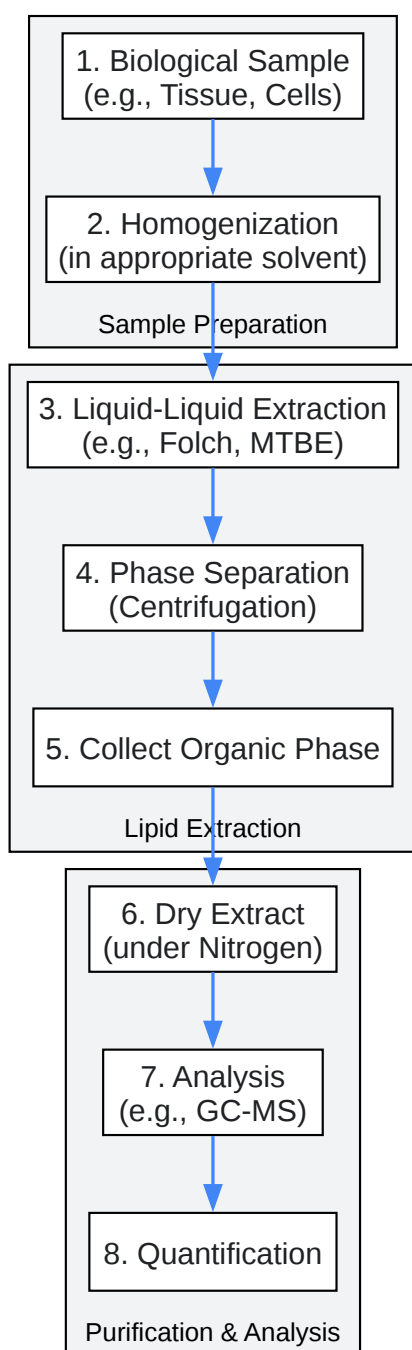 1. Biological Sample
(e.g., Tissue, Cells)
2. Homogenization
(in appropriate solvent)
Sample Preparation
3. Liquid-Liquid Extraction
(e.g., Folch, MTBE)
4. Phase Separation
(Centrifugation)
5. Collect Organic Phase
Lipid Extraction
6. Dry Extract
(under Nitrogen)
7. Analysis
(e.g., GC-MS)
8. Quantification
Purification & Analysis